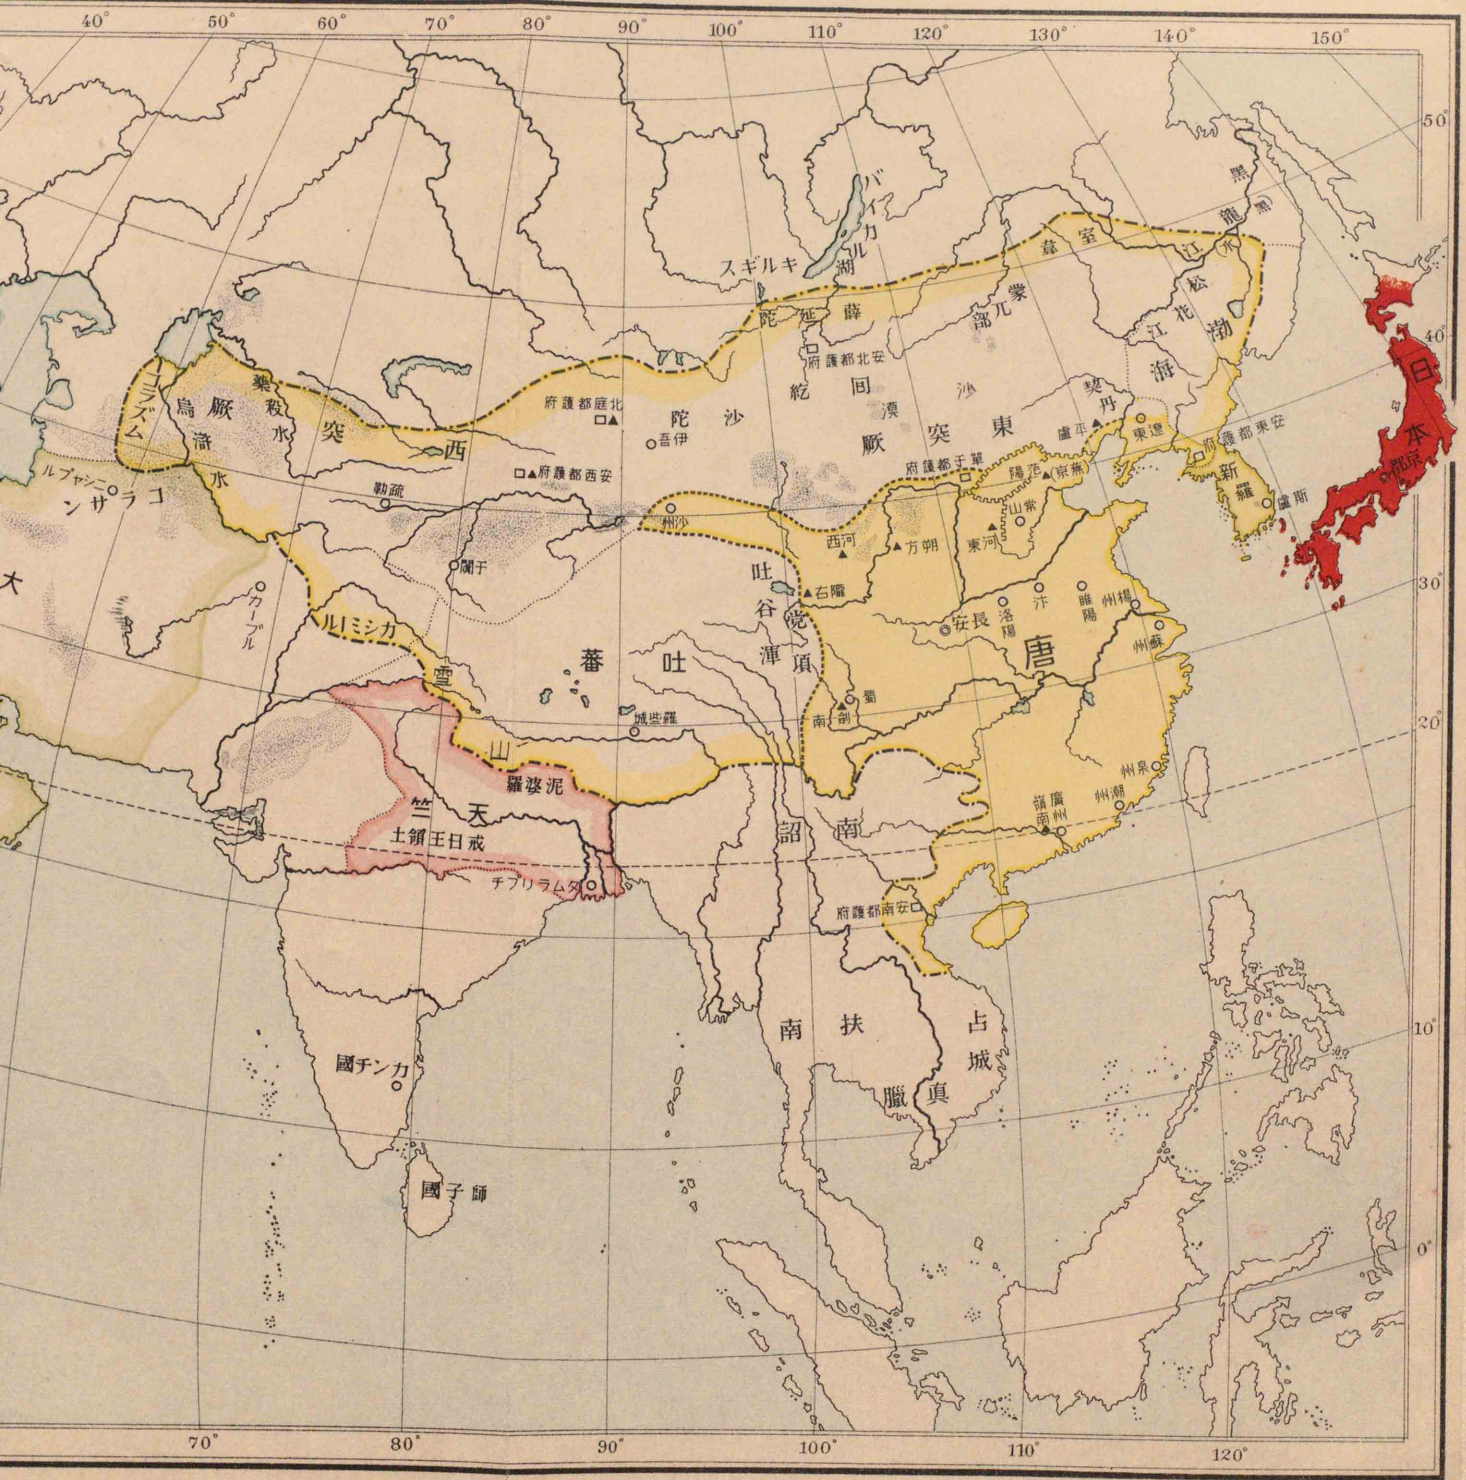 40° 50° 60° 70° 80° 90° 100° 110° 120° 130° 140° 150°
50°
40°
30°
20°
10°
0°
70° 80° 90° 100° 110° 120°
バイカル湖
キルギス
黑龍江
(黑水)
室韋
松花江
渤海
蒙兀部
薛延陀
安北都護府
回紇
沙漠
契丹
日本
京都
東突厥
沙陀
北庭都護府
伊吾
西突厥
藥殺水
烏滸水
コラズム
ニシャプル
コラサン
安西都護府
疏勒
于闐
單于都護府
平盧
遼東
安東都護府
新羅
斯盧
范陽
(燕京)
常山
河東
朔方
河西
隴右
沙州
吐谷渾
党項
大
カーブル
カシミール
雪山
吐蕃
羅些城
長安
洛陽
汴
睢陽
楊州
蘇州
唐
蜀
劍南
泥婆羅
天竺
戒日王領土
タムラリプチ
南詔
泉州
潮州
廣州
嶺南
安南都護府
扶南
占城
真臘
カンチ國
師子國